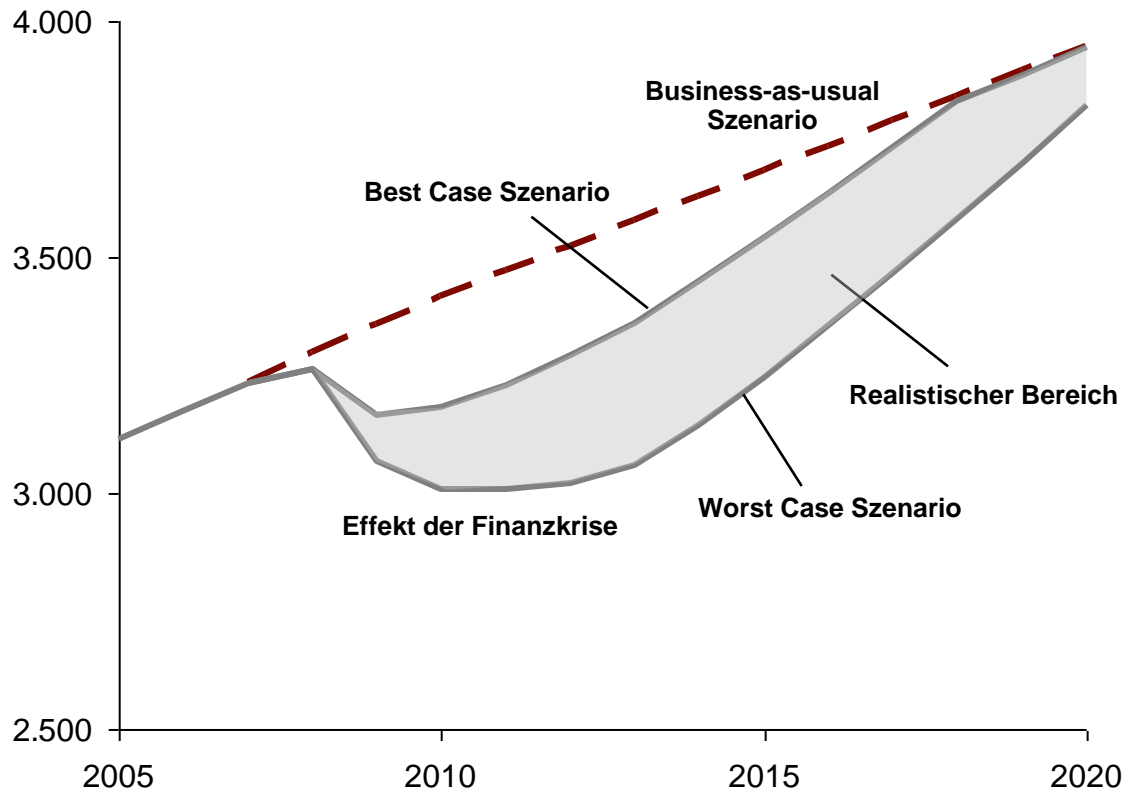 4.000
Business-as-usual
Szenario
Best Case Szenario
3.500
Realistischer Bereich
3.000
Worst Case Szenario
Effekt der Finanzkrise
2.500
2005
2010
2015
2020